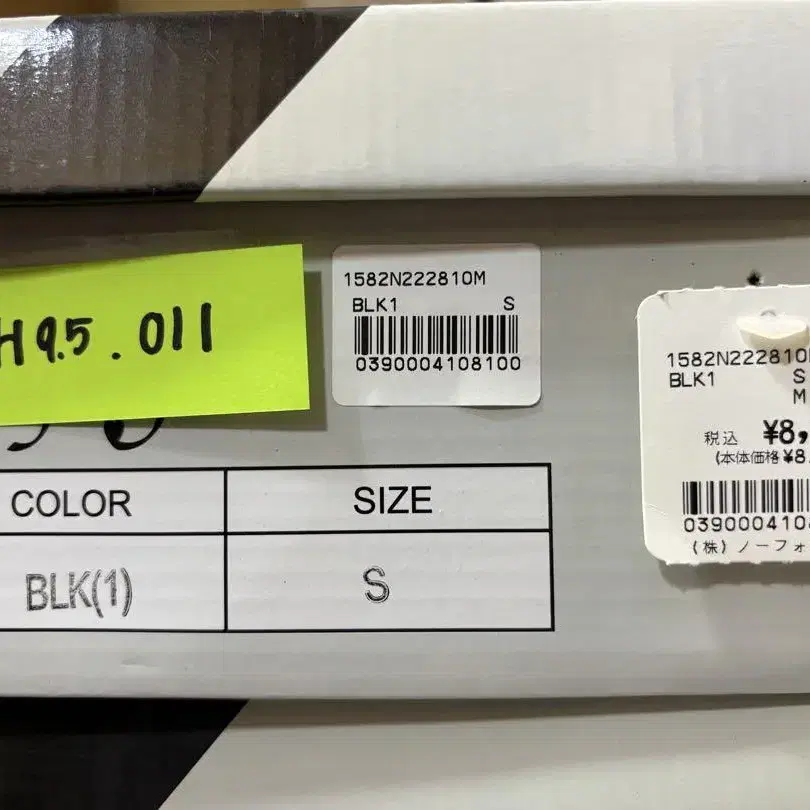 H9.5.011
1582N222810M
BLK1 S
0390004108100
COLOR SIZE
BLK(1) S
1582N222810
BLK1 S
M
税込 ¥8,
(本体価格¥8,
039000410
(株)ノーフォ